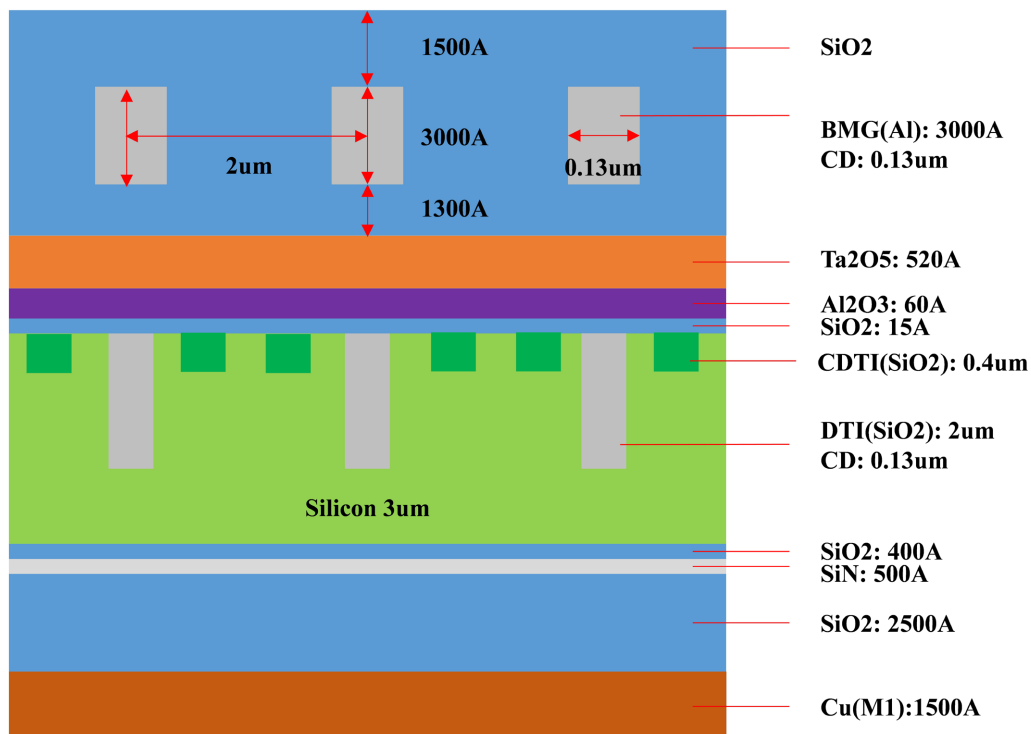 1500A
SiO2
3000A
BMG(Al): 3000A
CD: 0.13um
2um
0.13um
1300A
Ta2O5: 520A
Al2O3: 60A
SiO2: 15A
CDTI(SiO2): 0.4um
DTI(SiO2): 2um
CD: 0.13um
Silicon 3um
SiO2: 400A
SiN: 500A
SiO2: 2500A
Cu(M1):1500A